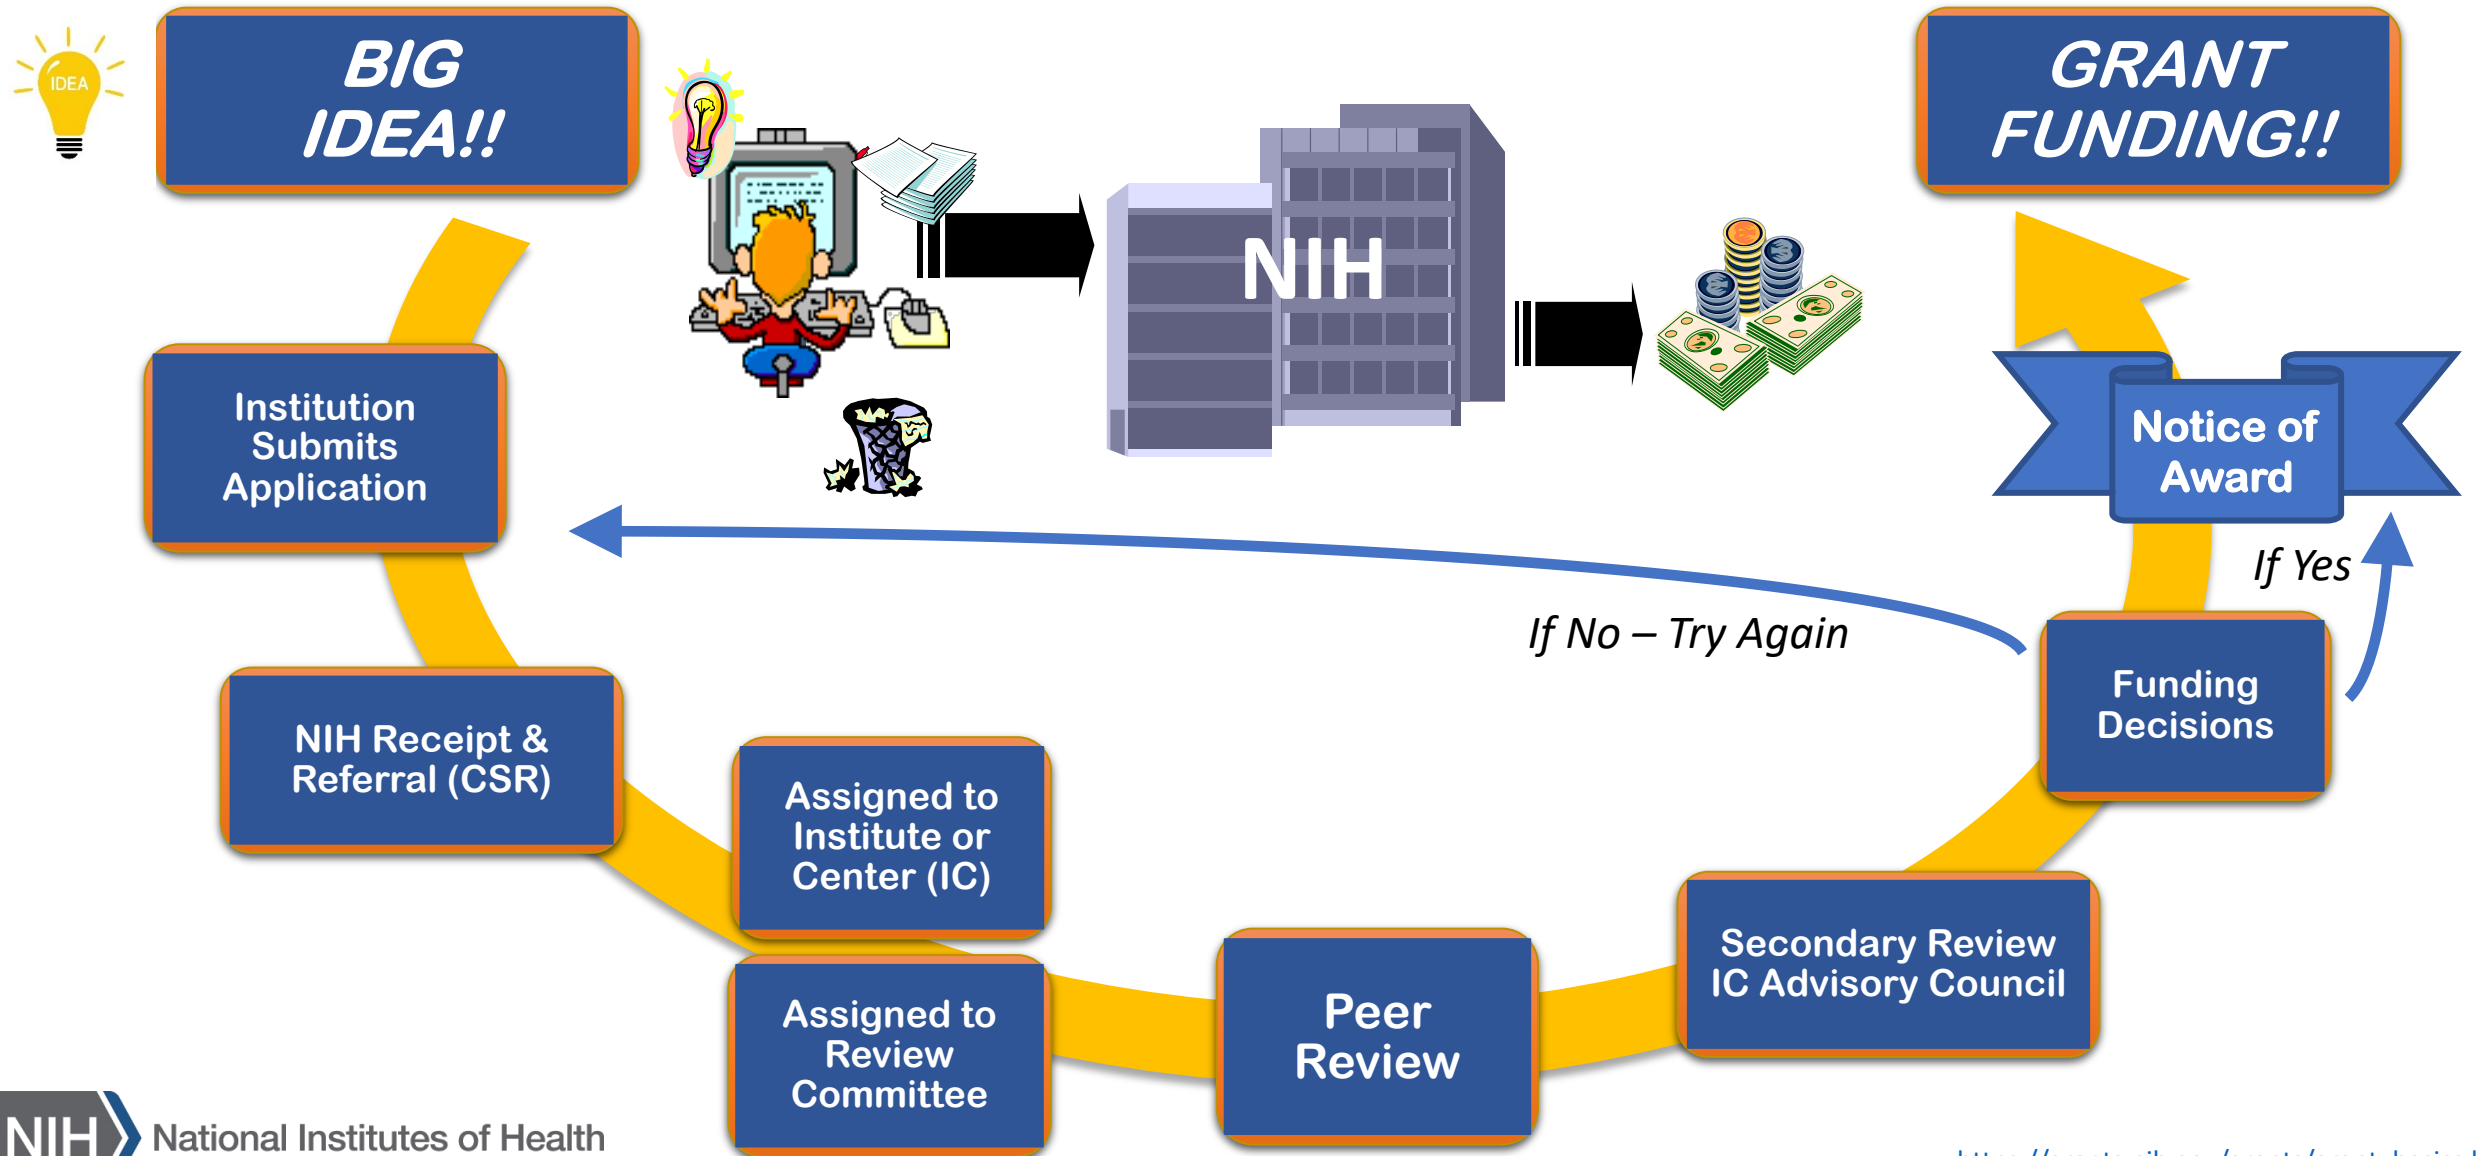 IDEA
BIG
IDEA!!
GRANT
FUNDING!!
NIH
Institution
Submits
Application
Notice of
Award
If Yes
If No – Try Again
NIH Receipt &
Referral (CSR)
Assigned to
Institute or
Center (IC)
Assigned to
Review
Committee
Peer
Review
Secondary Review
IC Advisory Council
Funding
Decisions
NIH
National Institutes of Health